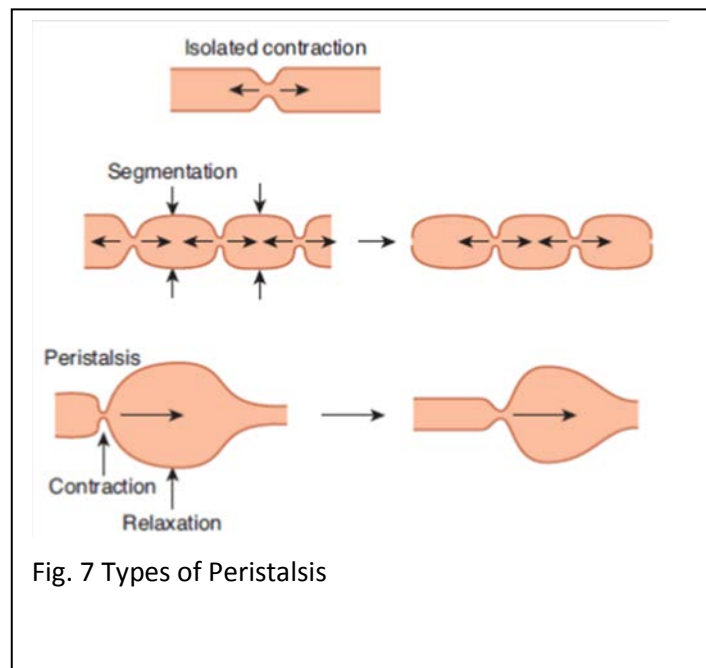 Isolated contraction
Segmentation
Peristalsis
Contraction
Relaxation
Fig. 7 Types of Peristalsis